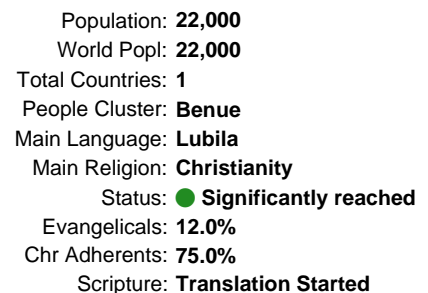 Population: 22,000
World Popl: 22,000
Total Countries: 1
People Cluster: Benue
Main Language: Lubila
Main Religion: Christianity
Status: Significantly reached
Evangelicals: 12.0%
Chr Adherents: 75.0%
Scripture: Translation Started